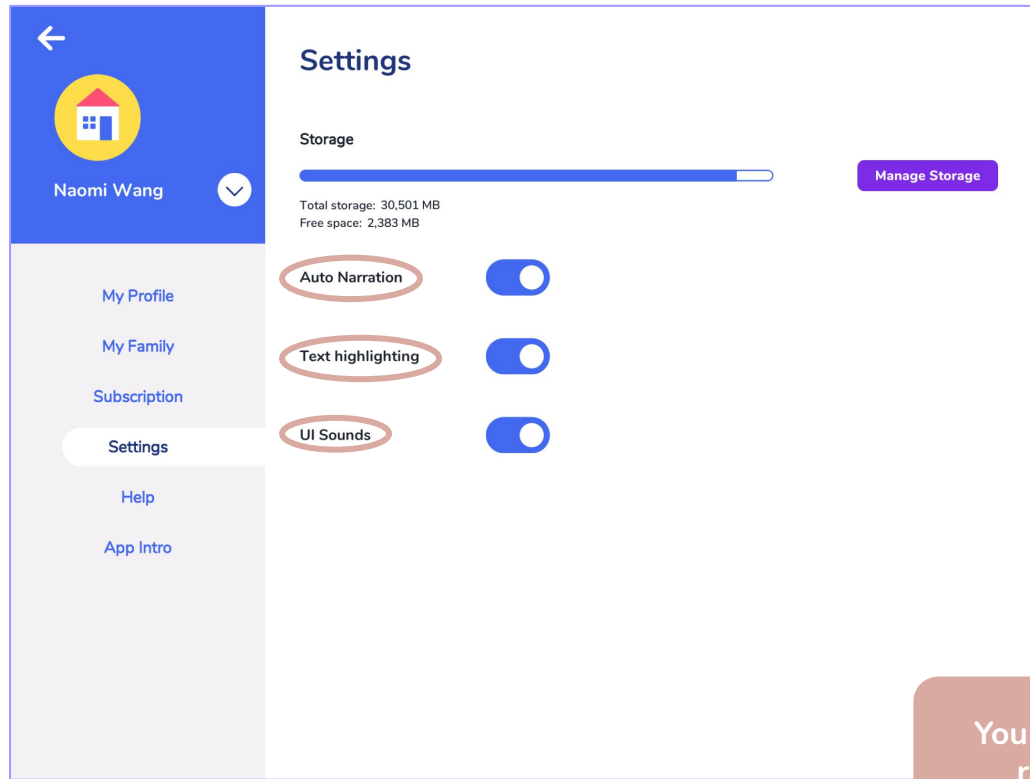 Naomi Wang
My Profile
My Family
Subscription
Settings
Help
App Intro
Settings
Storage
Manage Storage
Total storage: 30,501 MB
Free space: 2,383 MB
Auto Narration
Text highlighting
UI Sounds
You